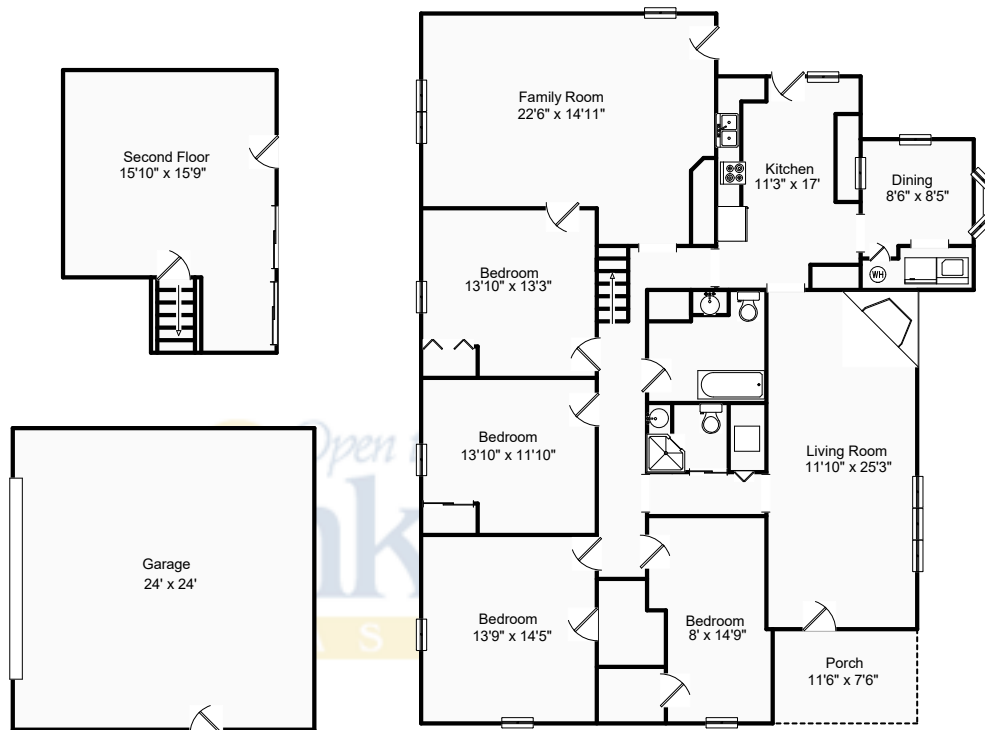 Family Room
22'6" x 14'11"
Second Floor
15'10" x 15'9"
Kitchen
11'3" x 17'
Dining
8'6" x 8'5"
WH
Bedroom
13'10" x 13'3"
Bedroom
13'10" x 11'10"
Living Room
11'10" x 25'3"
Open
Garage
24' x 24'
Bedroom
13'9" x 14'5"
Bedroom
8' x 14'9"
Porch
11'6" x 7'6"
A S